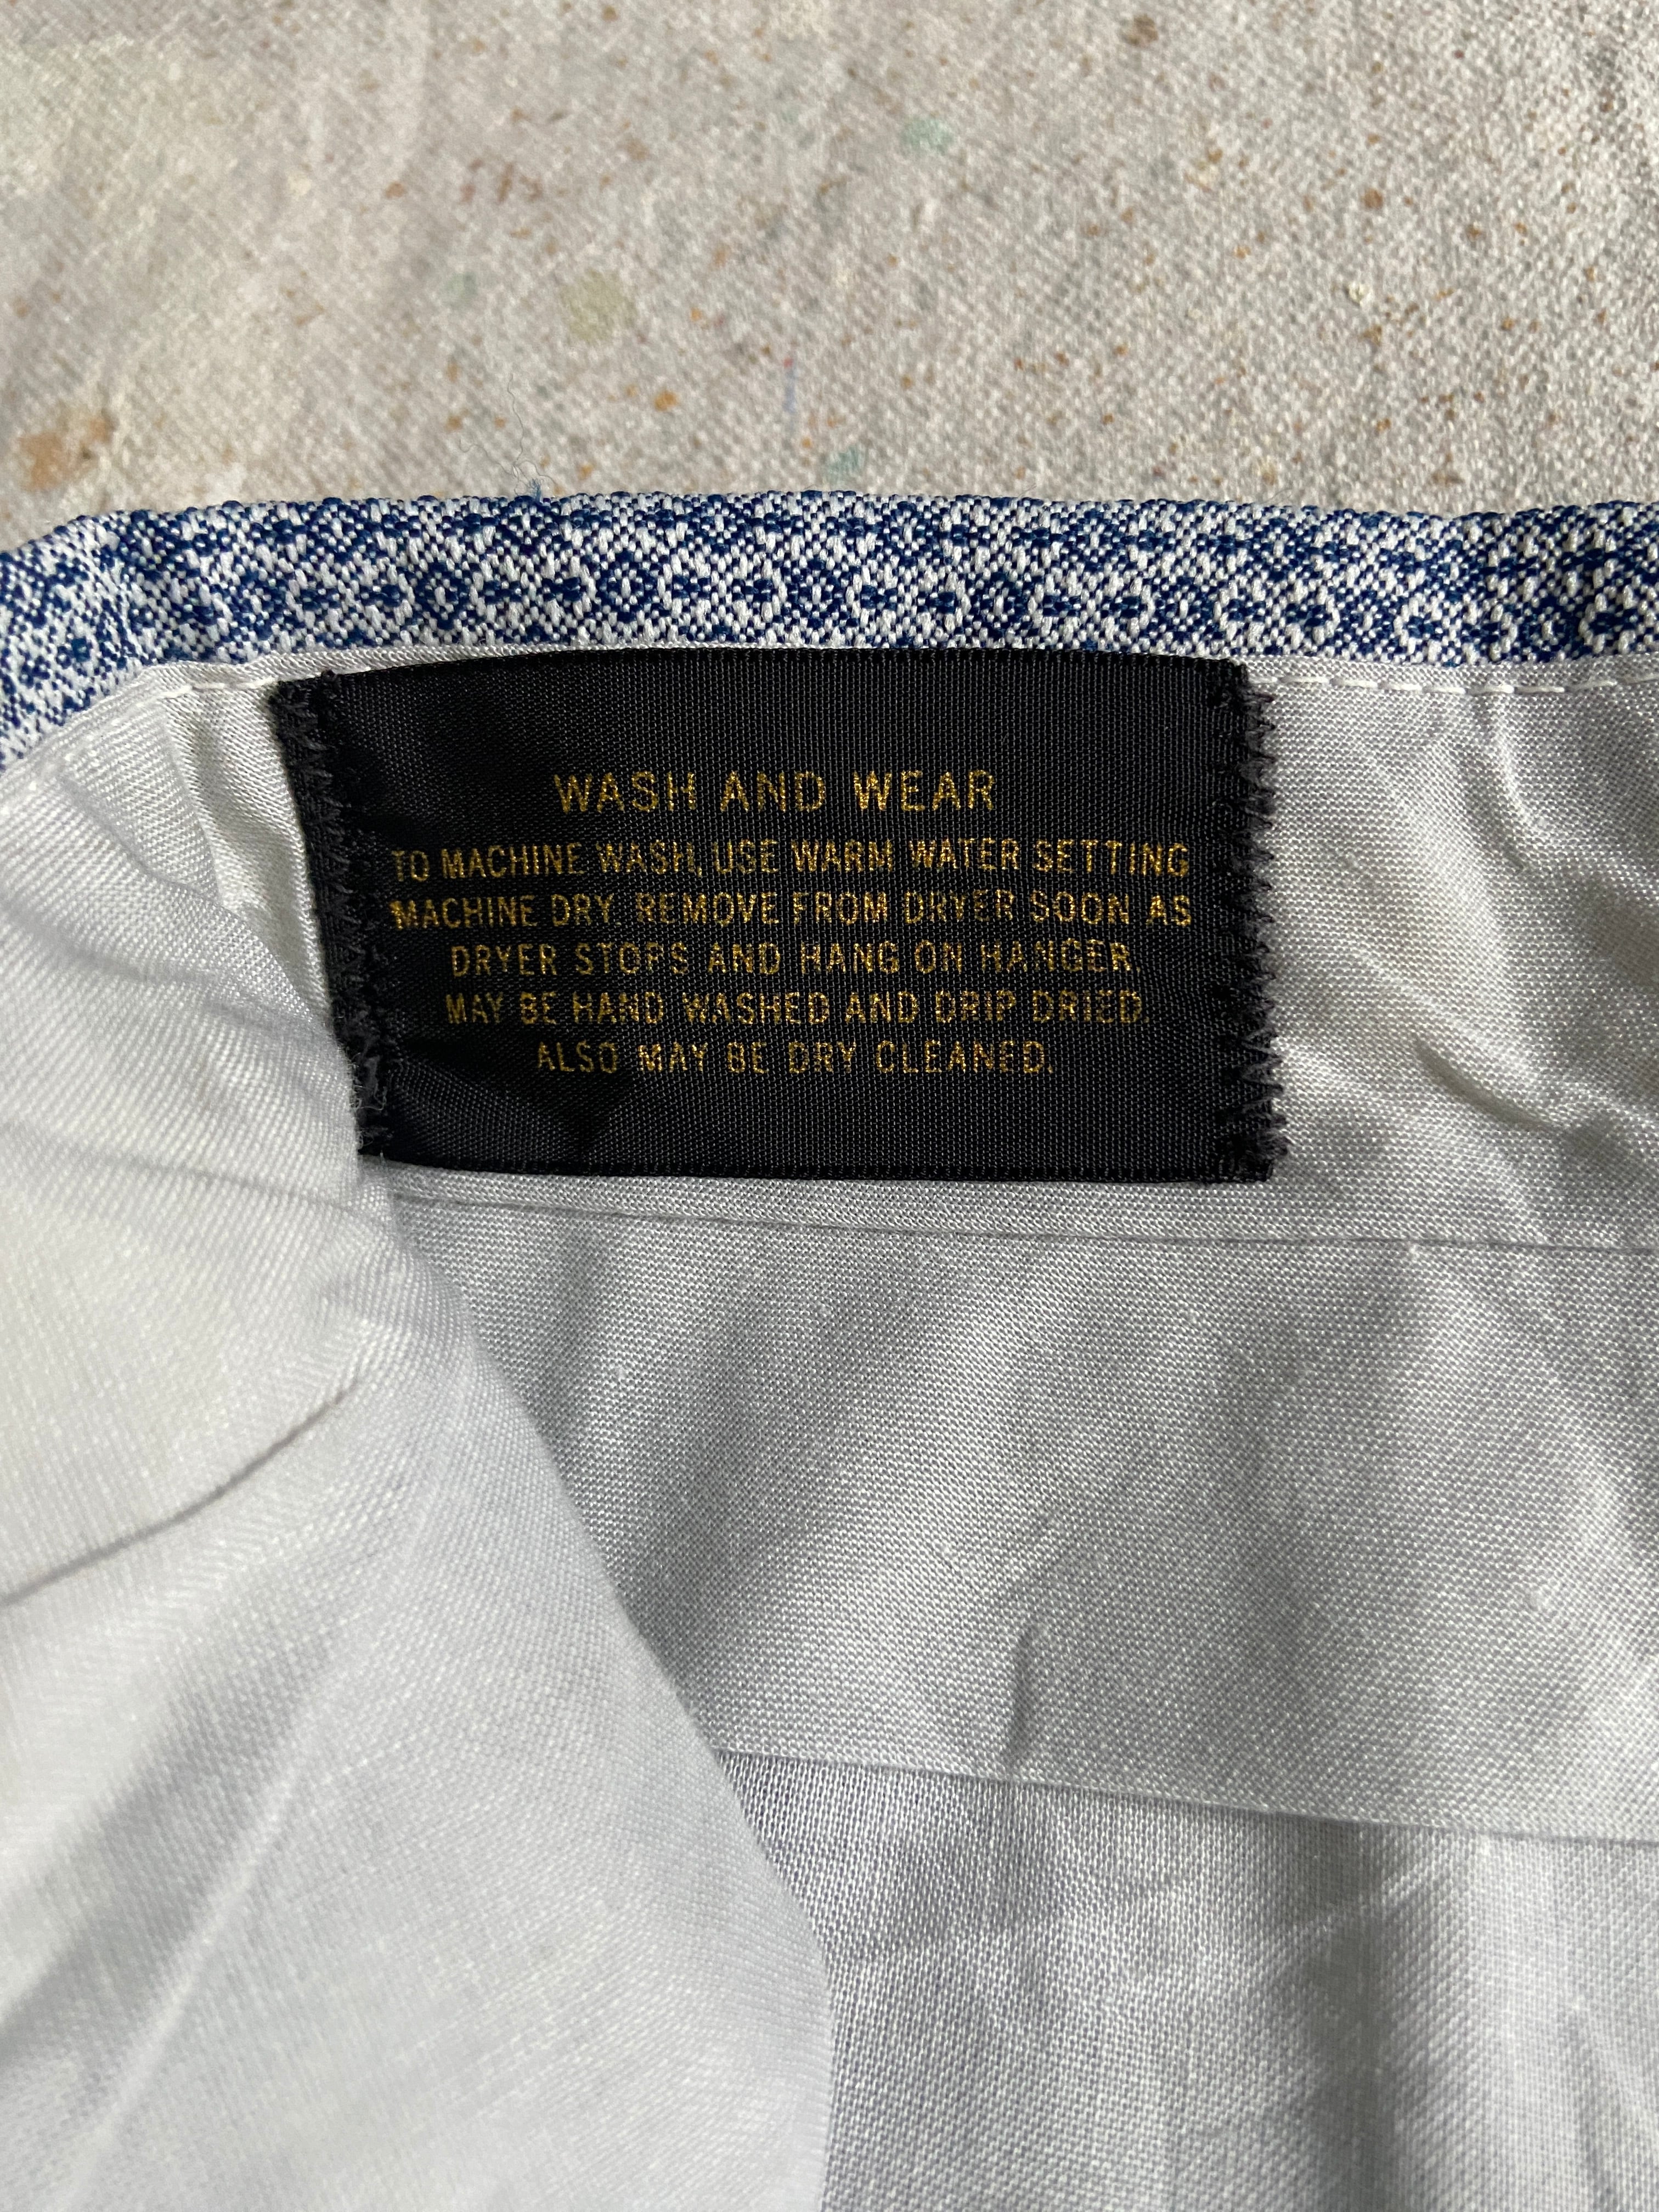 WASH AND WEAR
TO MACHINE WASH, USE WARM WATER SETTING
MACHINE DRY. REMOVE FROM DRYER SOON AS
DRYER STOPS AND HANG ON HANGER.
MAY BE HAND WASHED AND DRIP DRIED.
ALSO MAY BE DRY CLEANED.